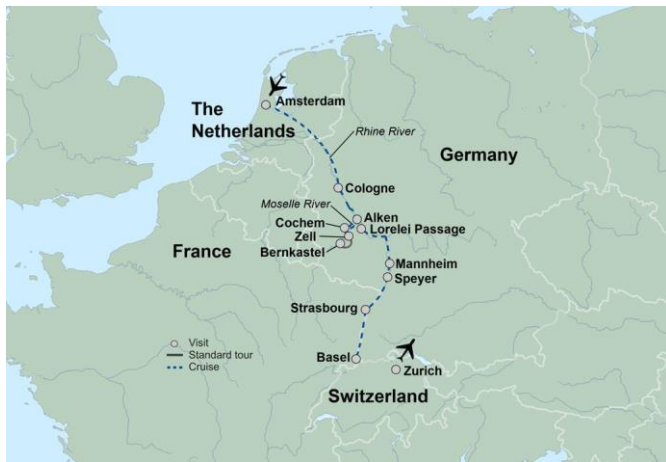 Amsterdam
The
Netherlands
Rhine River
Germany
Cologne
Moselle River
Alken
Cochem
Lorelei Passage
Zell
France
Bernkastel
Mannheim
Speyer
Strasbourg
Visit
Standard tour
Cruise
Basel
Zurich
Switzerland